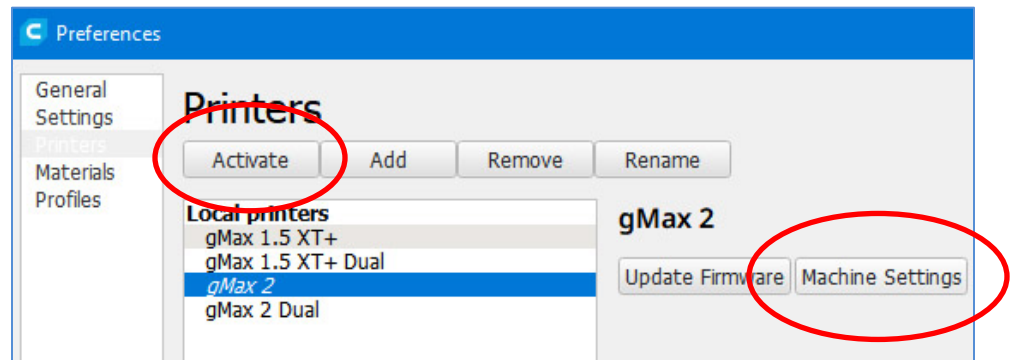 Preferences
General
Settings
Printers
Materials
Profiles
Printers
Activate Add Remove Rename
Local printers
gMax 1.5 XT+
gMax 1.5 XT+ Dual
gMax 2
gMax 2 Dual
gMax 2
Update Firmware Machine Settings